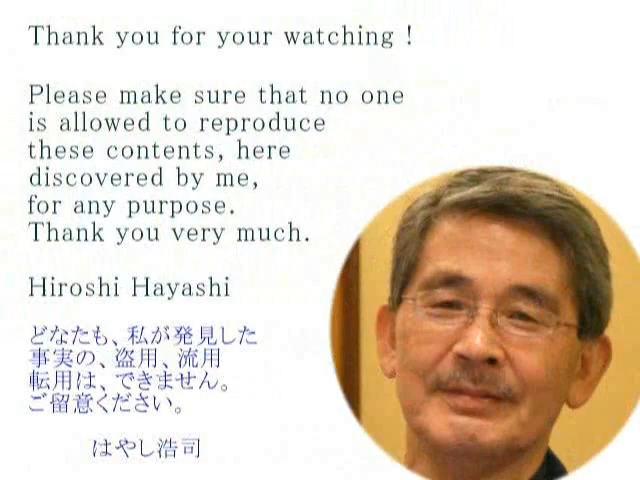 Thank you for your watching !
Please make sure that no one
is allowed to reproduce
these contents, here
discovered by me,
for any purpose.
Thank you very much.
Hiroshi Hayashi
どなたも、私が発見した
事実の、盗用、流用
転用は、できません。
ご留意ください。
はやし浩司